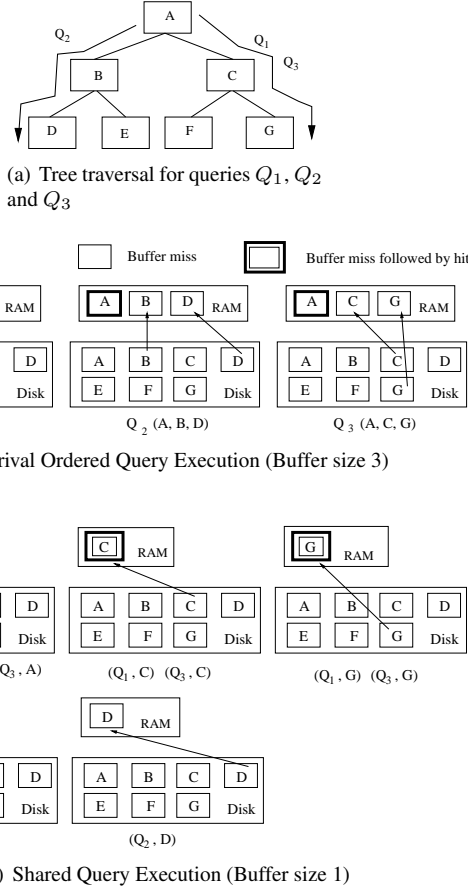 A
Q2
Q1
Q3
B C
D E F G
(a) Tree traversal for queries Q1, Q2
and Q3
Buffer miss Buffer miss followed by hit
RAM A B D RAM A C G RAM
D A B C D A B C D
Disk E F G Disk E F G Disk
Q 2 (A, B, D) Q 3 (A, C, G)
rival Ordered Query Execution (Buffer size 3)
C RAM G RAM
D A B C D A B C D
Disk E F G Disk E F G Disk
Q3 , A) (Q1 , C) (Q3 , C) (Q1 , G) (Q3 , G)
D RAM
D A B C D
Disk E F G Disk
(Q2 , D)
) Shared Query Execution (Buffer size 1)